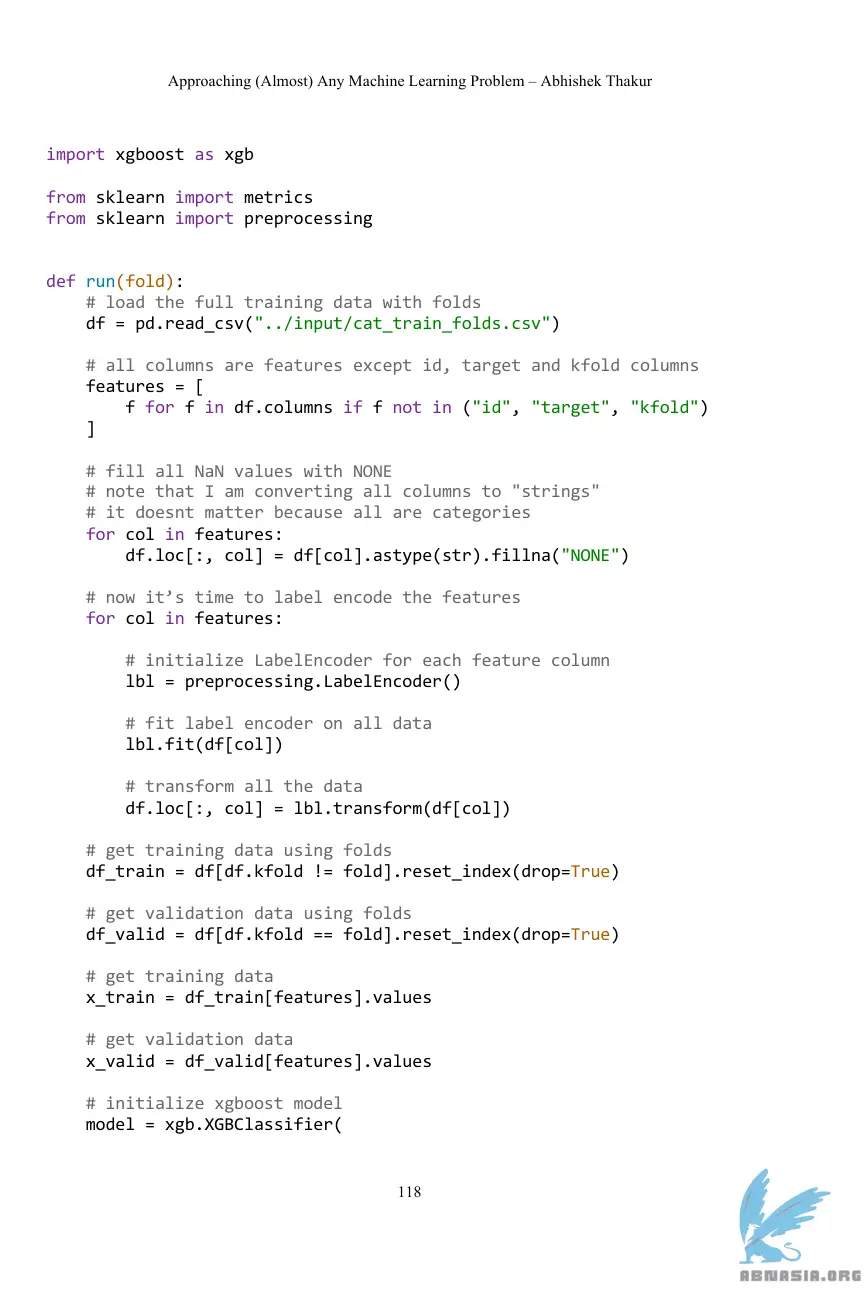 Approaching (Almost) Any Machine Learning Problem – Abhishek Thakur
import xgboost as xgb
from sklearn import metrics
from sklearn import preprocessing
def run(fold):
    # load the full training data with folds
    df = pd.read_csv("../input/cat_train_folds.csv")
    # all columns are features except id, target and kfold columns
    features = [
        f for f in df.columns if f not in ("id", "target", "kfold")
    ]
    # fill all NaN values with NONE
    # note that I am converting all columns to "strings"
    # it doesnt matter because all are categories
    for col in features:
        df.loc[:, col] = df[col].astype(str).fillna("NONE")
    # now it’s time to label encode the features
    for col in features:
        # initialize LabelEncoder for each feature column
        lbl = preprocessing.LabelEncoder()
        # fit label encoder on all data
        lbl.fit(df[col])
        # transform all the data
        df.loc[:, col] = lbl.transform(df[col])
    # get training data using folds
    df_train = df[df.kfold != fold].reset_index(drop=True)
    # get validation data using folds
    df_valid = df[df.kfold == fold].reset_index(drop=True)
    # get training data
    x_train = df_train[features].values
    # get validation data
    x_valid = df_valid[features].values
    # initialize xgboost model
    model = xgb.XGBClassifier(
118
ABNASIA.ORG